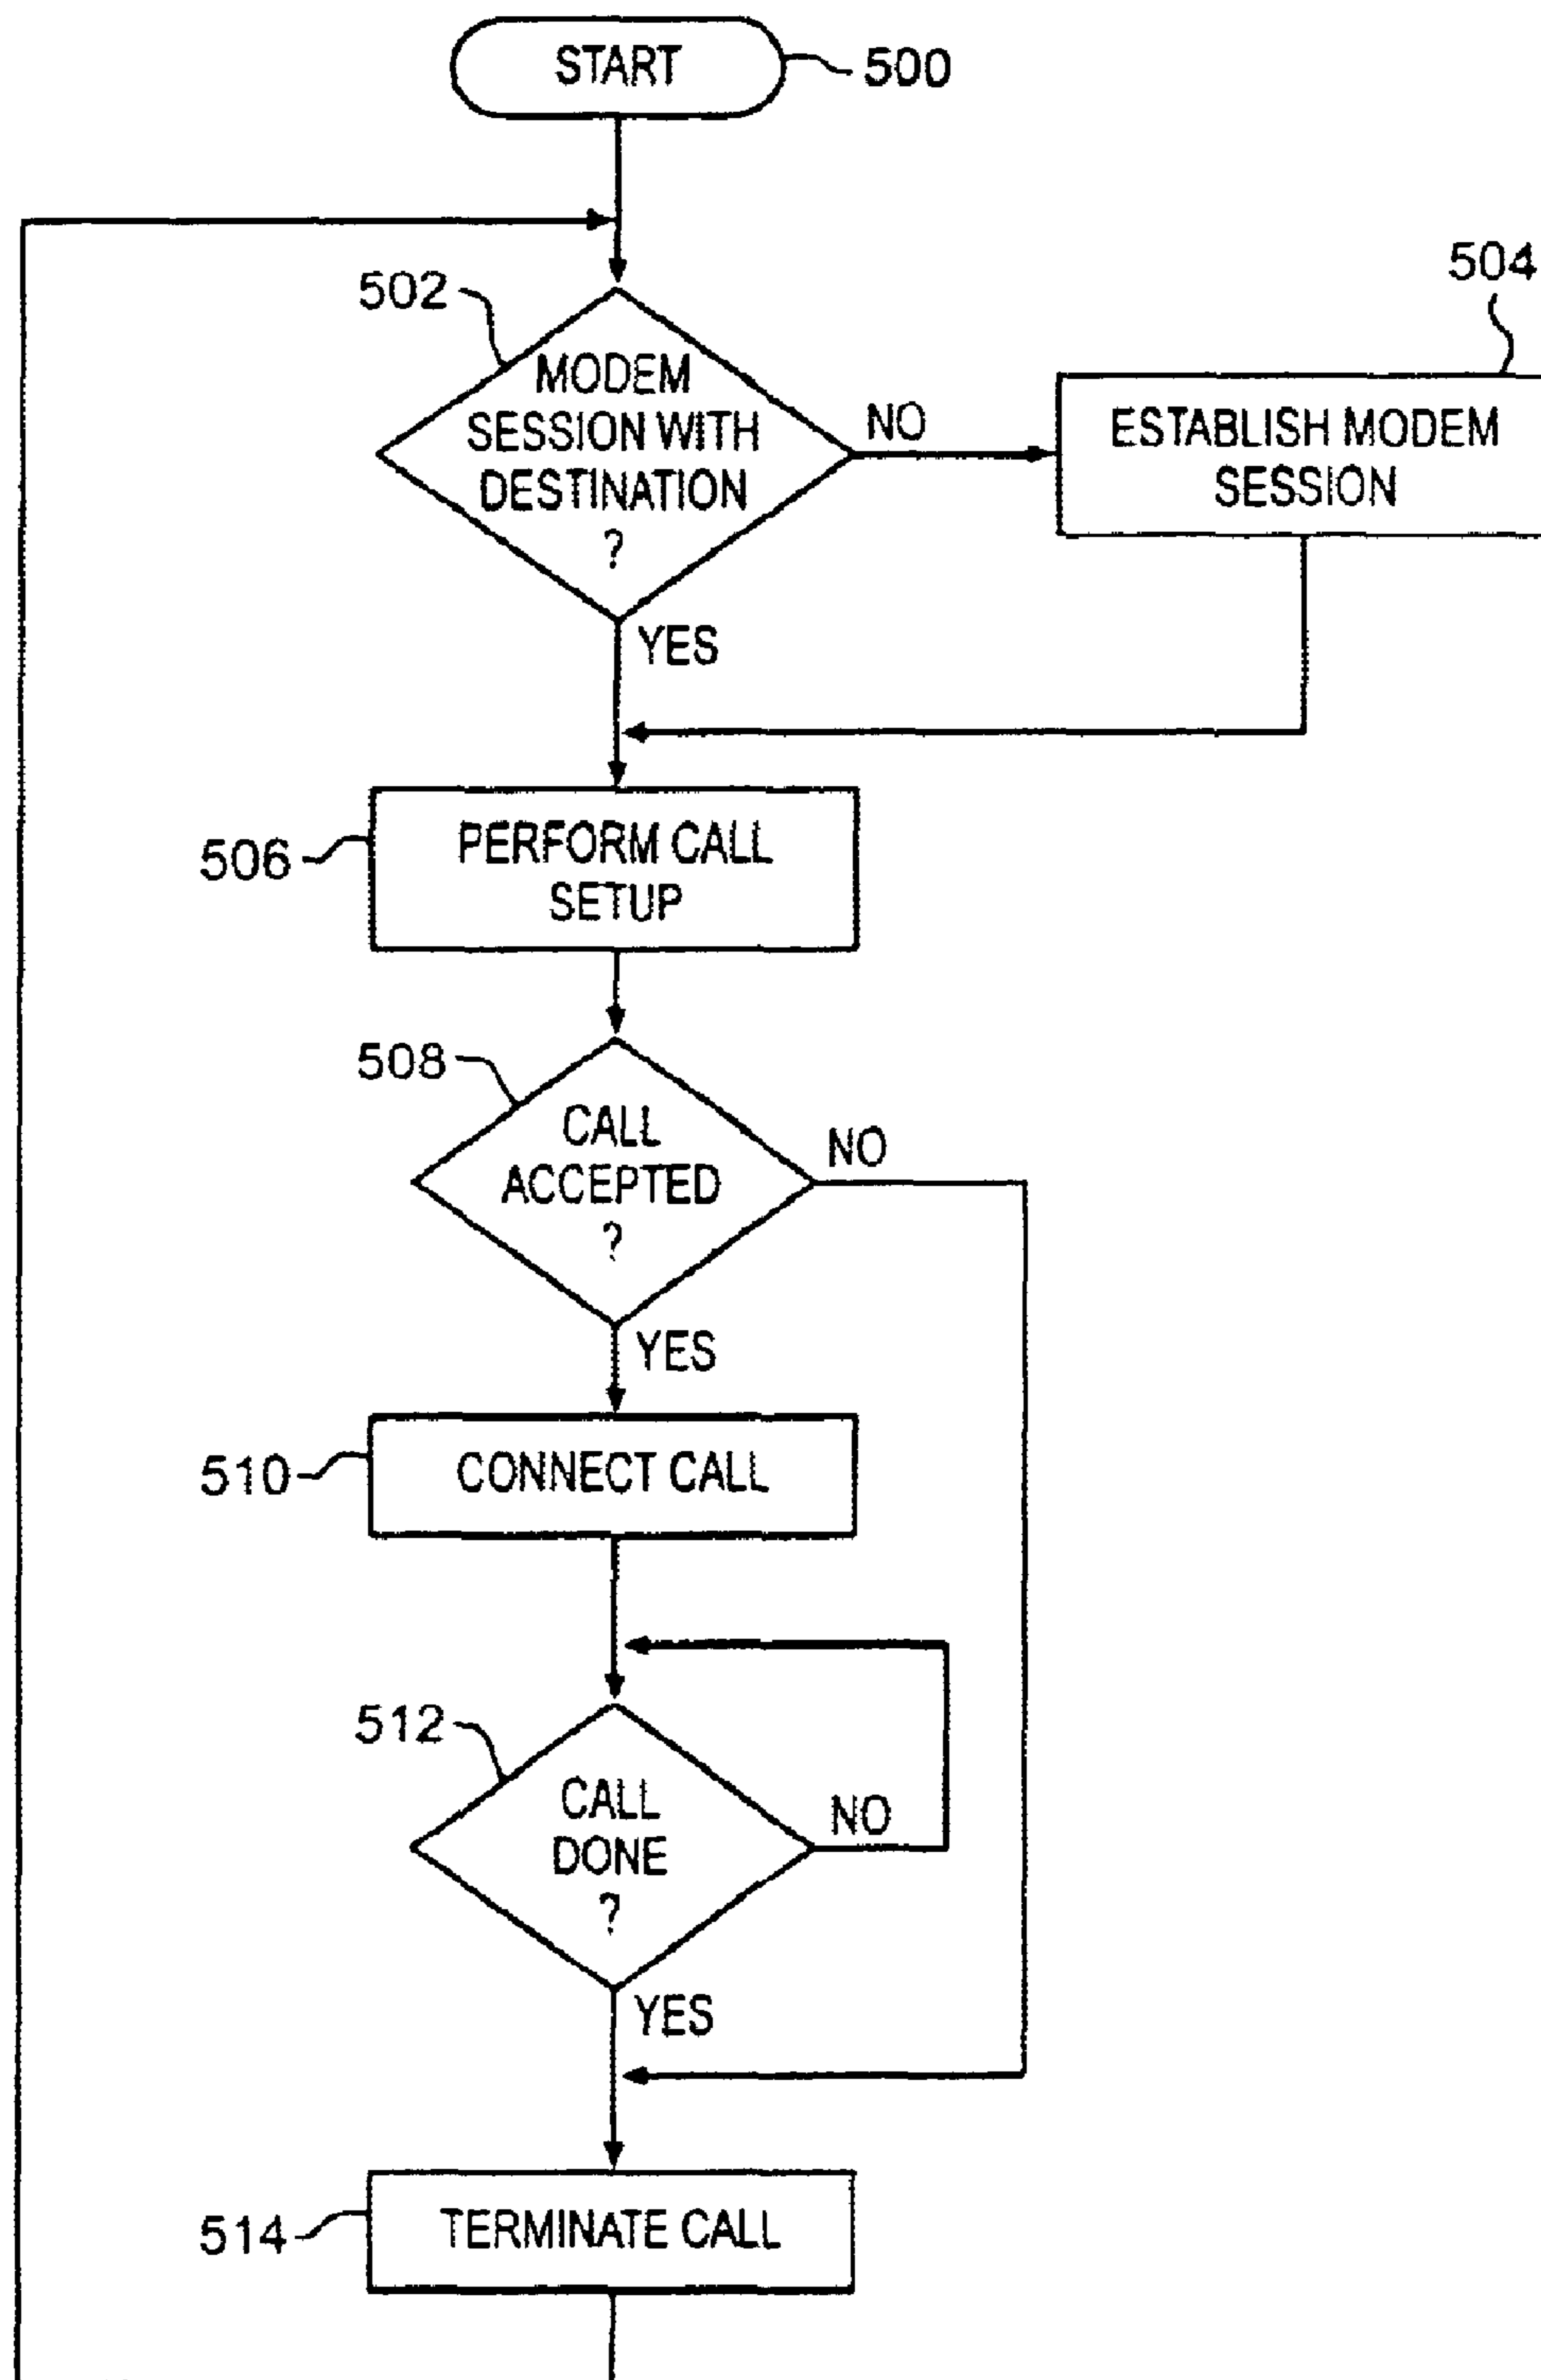 START
500
502
MODEM
SESSION WITH
DESTINATION
?
NO
YES
504
ESTABLISH MODEM
SESSION
506
PERFORM CALL
SETUP
508
CALL
ACCEPTED
?
NO
YES
510
CONNECT CALL
512
CALL
DONE
?
NO
YES
514
TERMINATE CALL